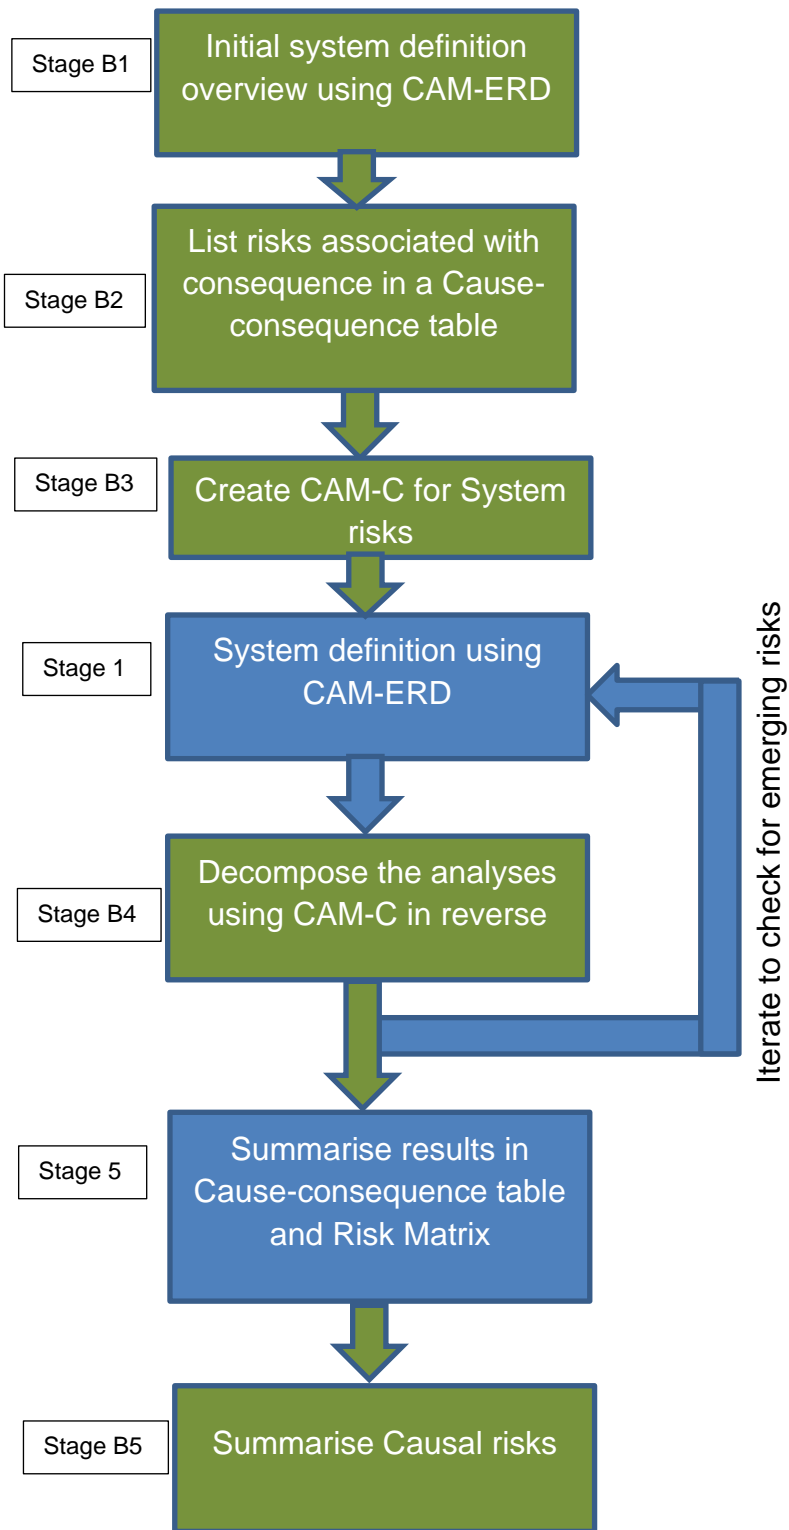 Stage B1
Initial system definition
overview using CAM-ERD
Stage B2
List risks associated with
consequence in a Cause-
consequence table
Stage B3
Create CAM-C for System
risks
Stage 1
System definition using
CAM-ERD
Stage B4
Decompose the analyses
using CAM-C in reverse
Iterate to check for emerging risks
Stage 5
Summarise results in
Cause-consequence table
and Risk Matrix
Stage B5
Summarise Causal risks